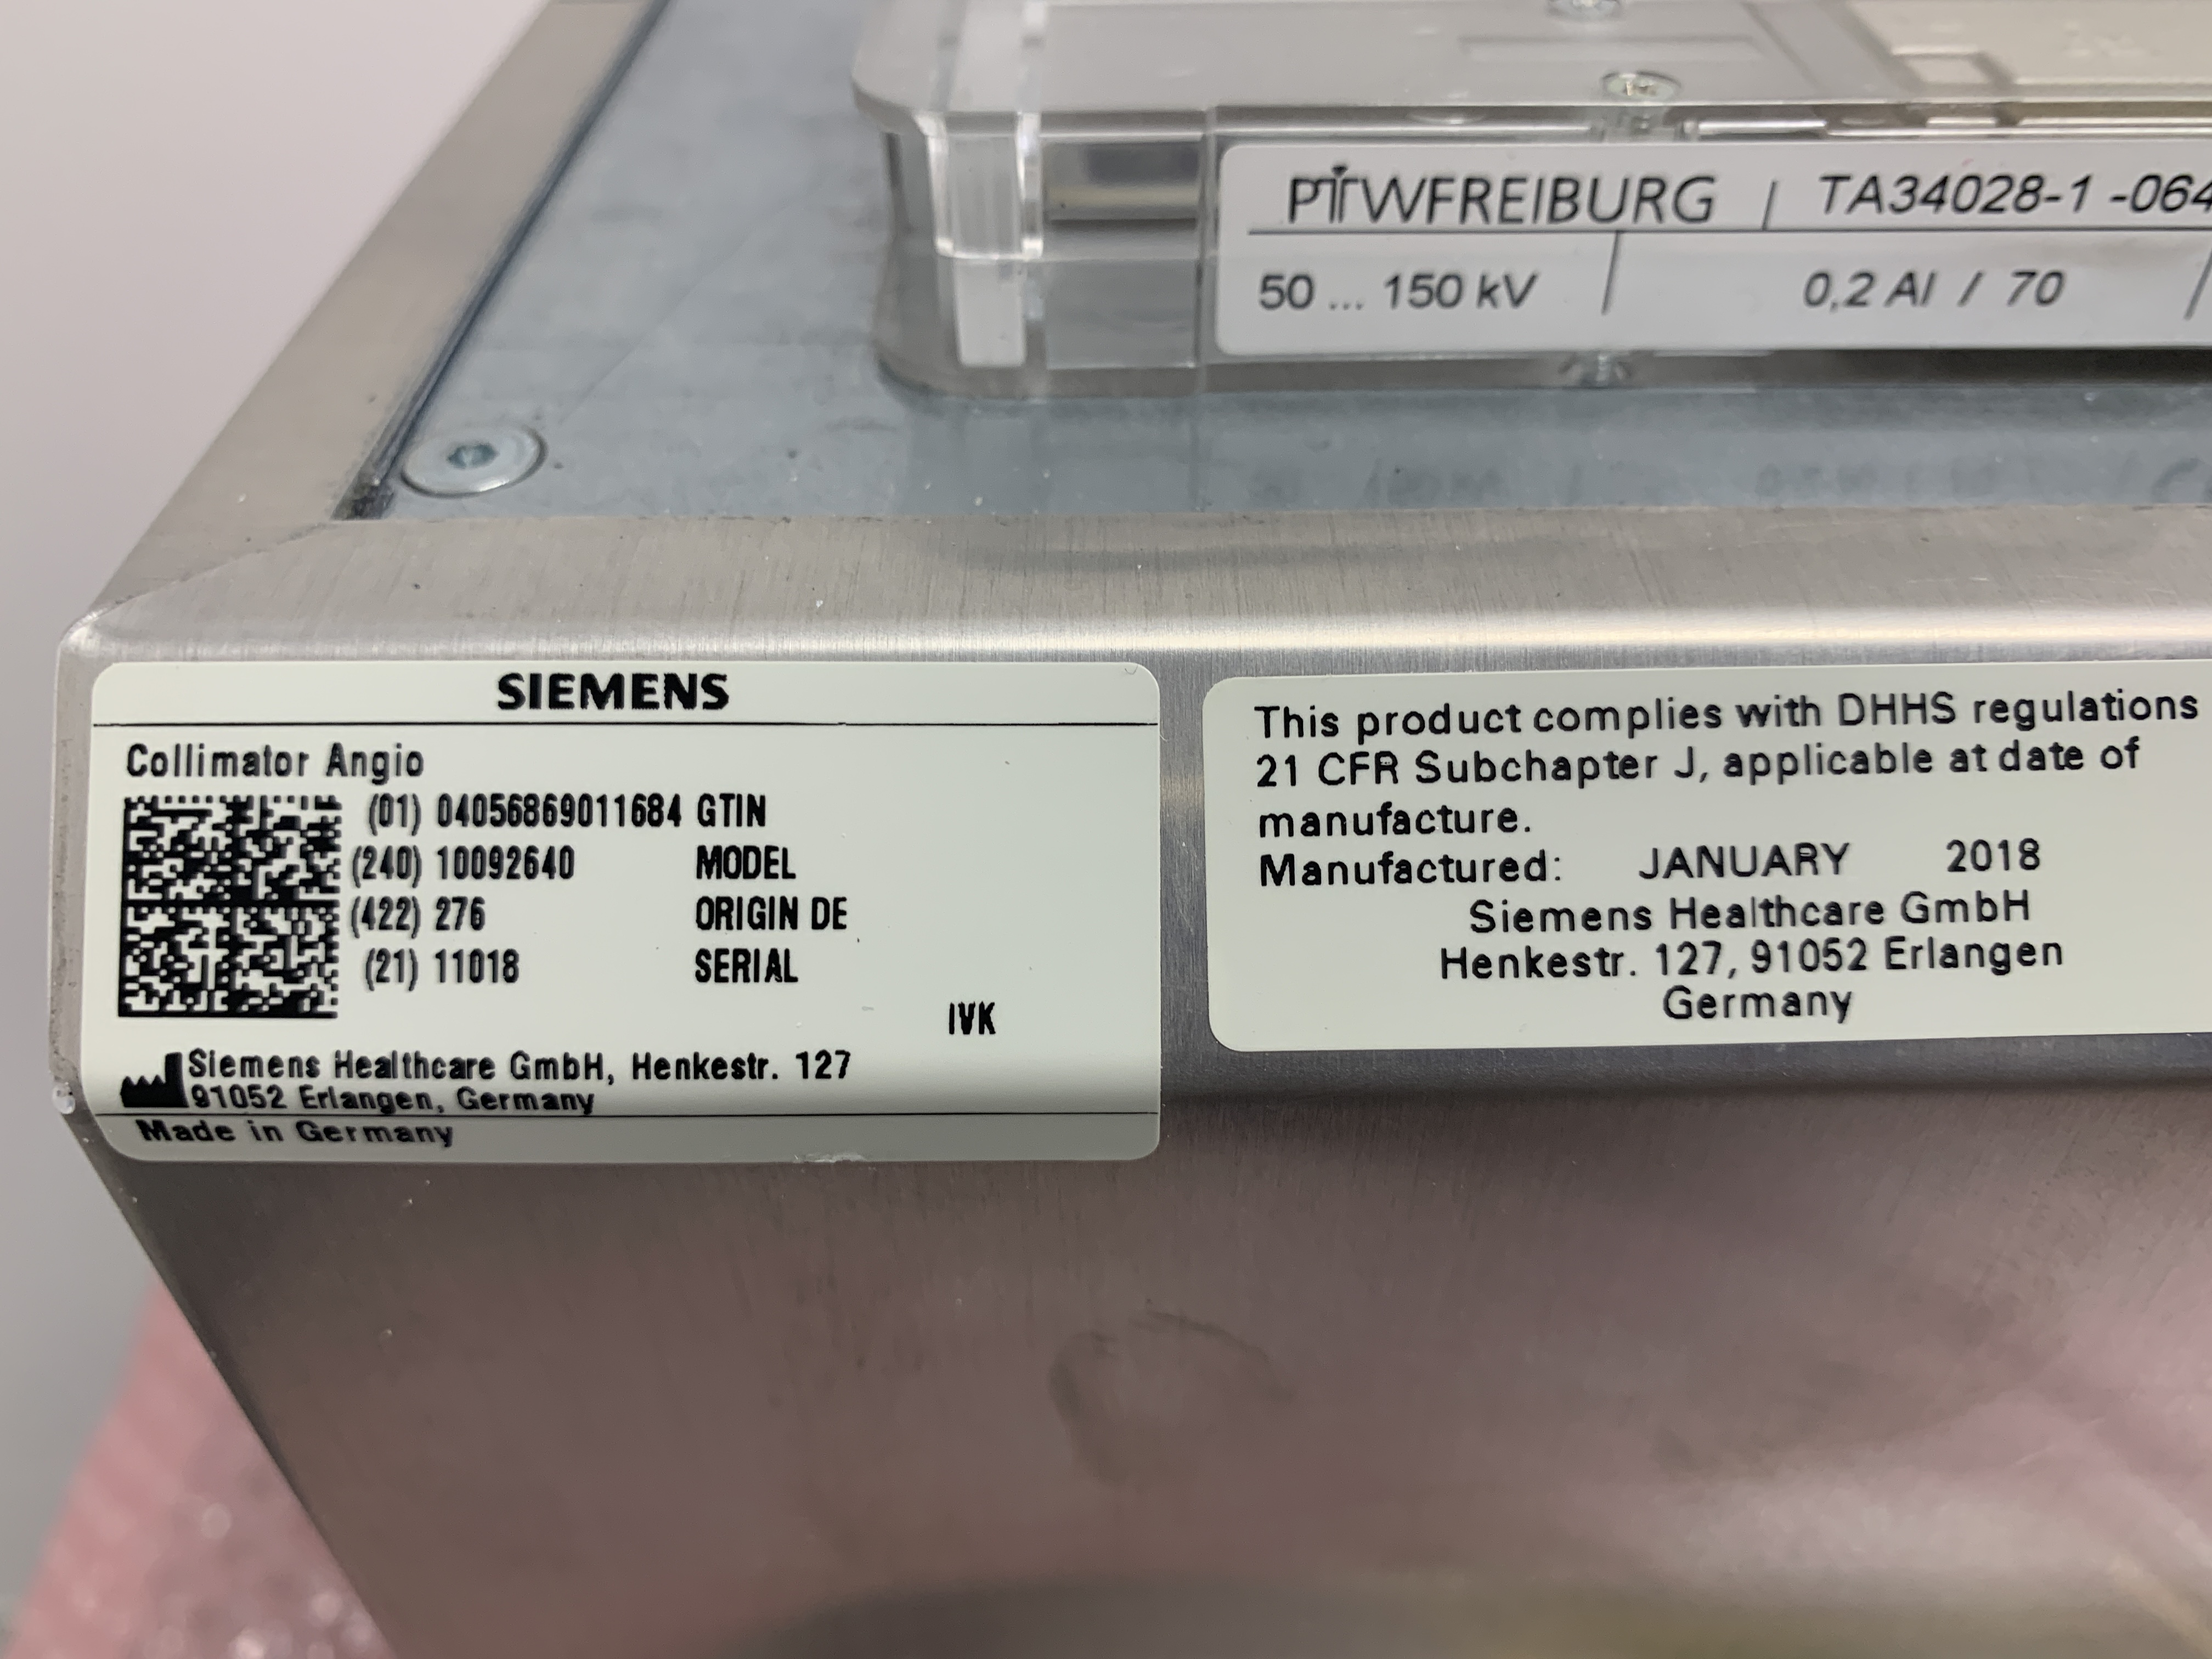 PTWFREIBURG | TA34028-1 -064
50 ... 150 kV | 0,2 Al / 70 /
SIEMENS
Collimator Angio
(01) 04056869011684 GTIN
(240) 10092640 MODEL
(422) 276 ORIGIN DE
(21) 11018 SERIAL
IVK
Siemens Healthcare GmbH, Henkestr. 127
91052 Erlangen, Germany
Made in Germany
This product complies with DHHS regulations
21 CFR Subchapter J, applicable at date of
manufacture.
Manufactured: JANUARY 2018
Siemens Healthcare GmbH
Henkestr. 127, 91052 Erlangen
Germany